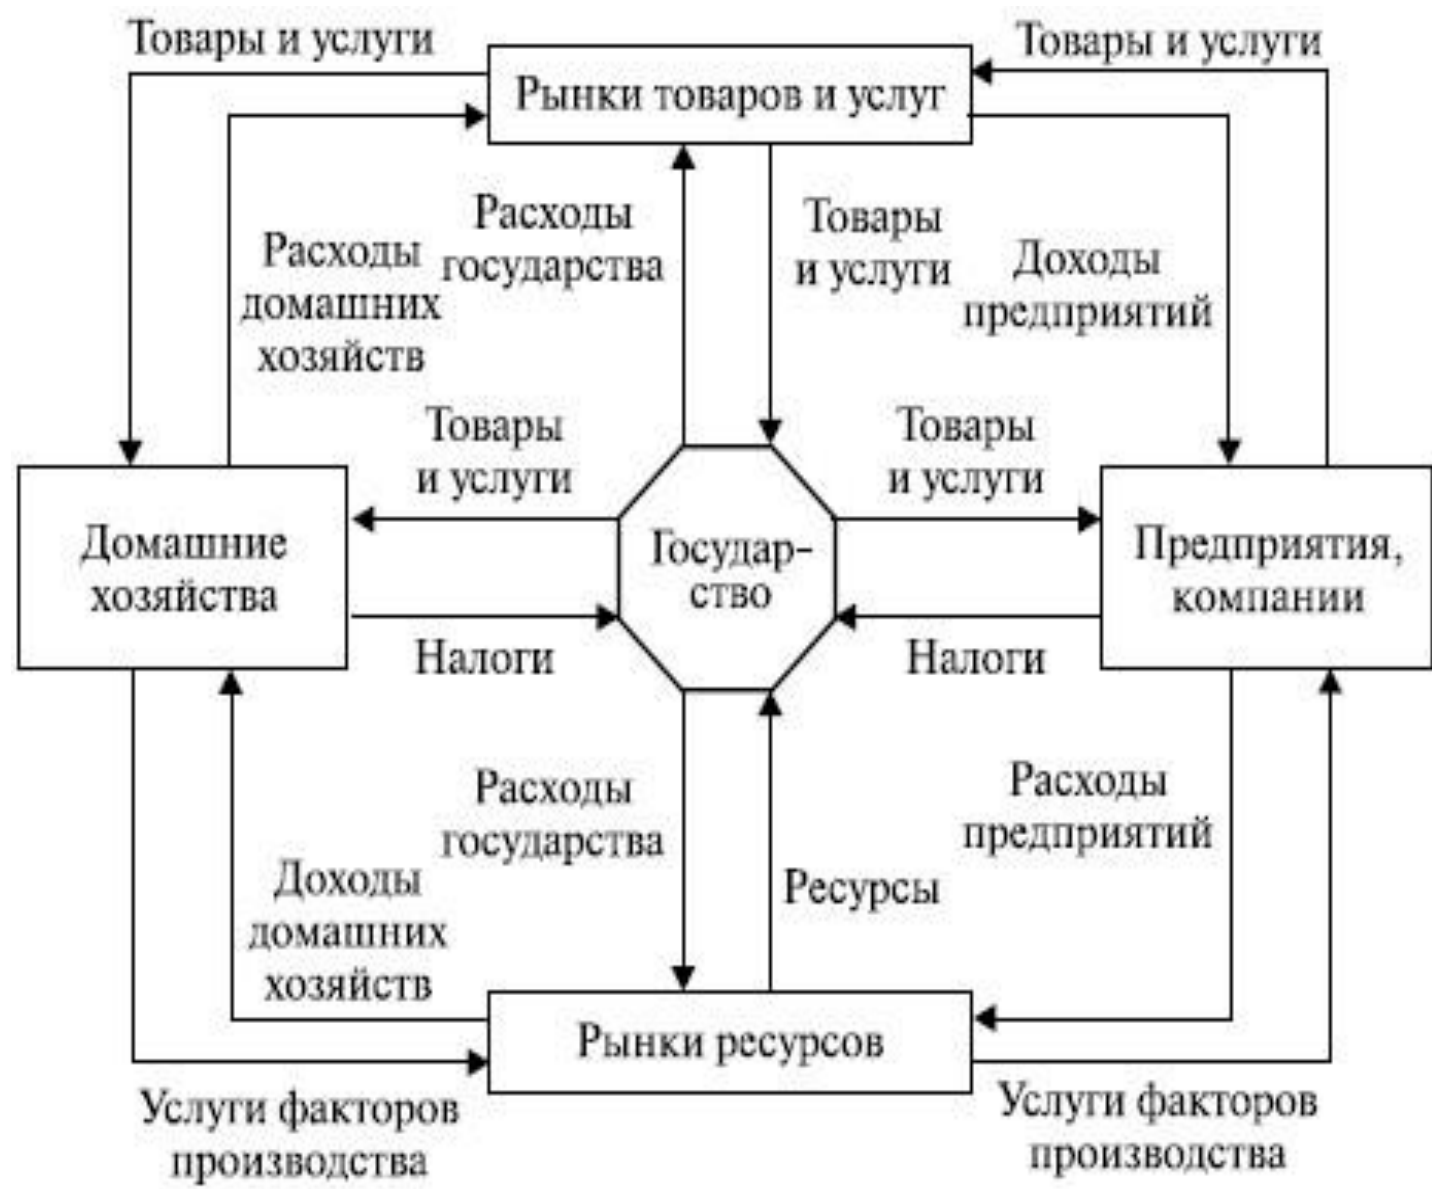 Товары и услуги
Товары и услуги
Рынки товаров и услуг
Расходы
государства
Товары
и услуги
Расходы
домашних
хозяйств
Доходы
предприятий
Товары
и услуги
Товары
и услуги
Домашние
хозяйства
Государ-
ство
Предприятия,
компании
Налоги
Налоги
Расходы
государства
Расходы
предприятий
Доходы
домашних
хозяйств
Ресурсы
Рынки ресурсов
Услуги факторов
производства
Услуги факторов
производства